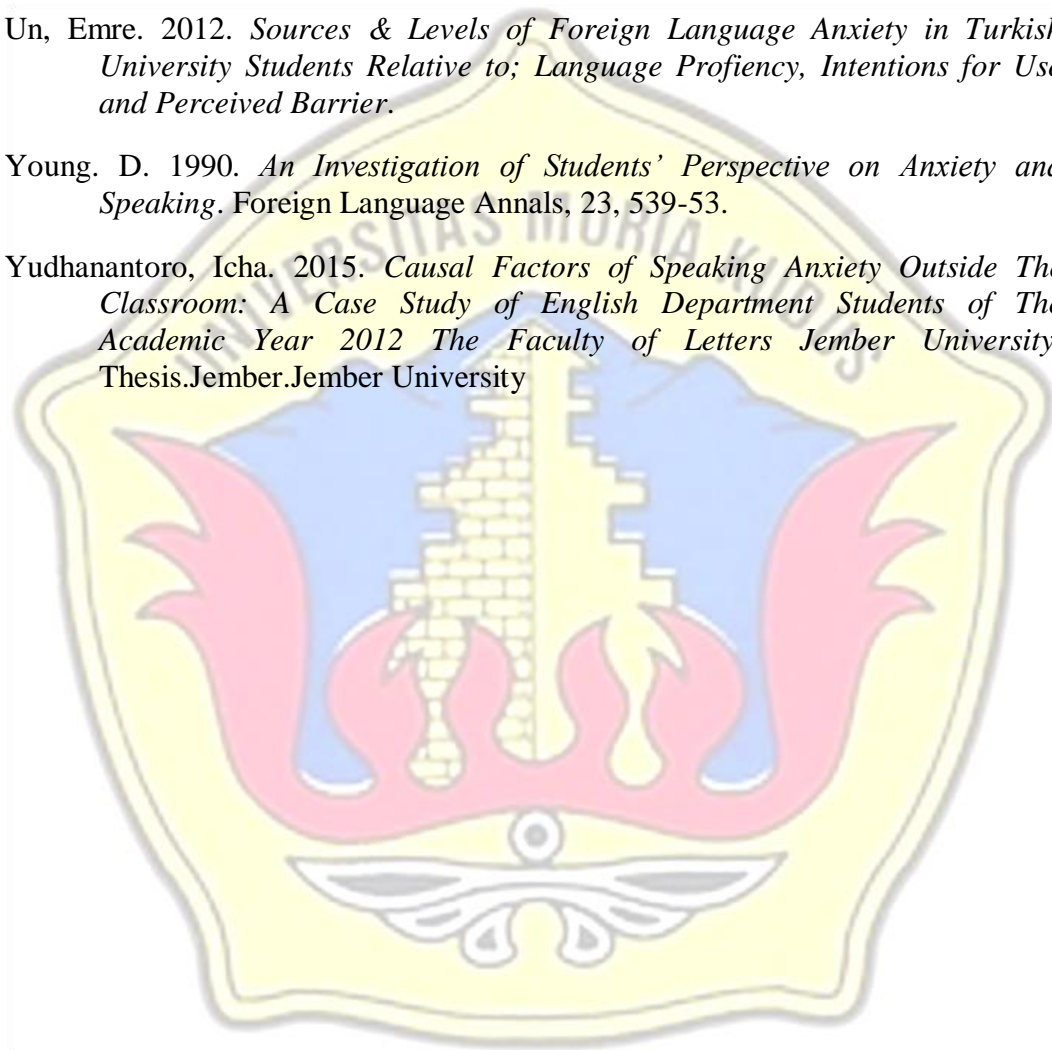 Un, Emre. 2012. Sources & Levels of Foreign Language Anxiety in Turkish
University Students Relative to; Language Profiency, Intentions for Use
and Perceived Barrier.
Young. D. 1990. An Investigation of Students’ Perspective on Anxiety and
Speaking. Foreign Language Annals, 23, 539-53.
Yudhanantoro, Icha. 2015. Causal Factors of Speaking Anxiety Outside The
Classroom: A Case Study of English Department Students of The
Academic Year 2012 The Faculty of Letters Jember University
Thesis.Jember.Jember University
UNIVERSITAS MURIA KUDUS